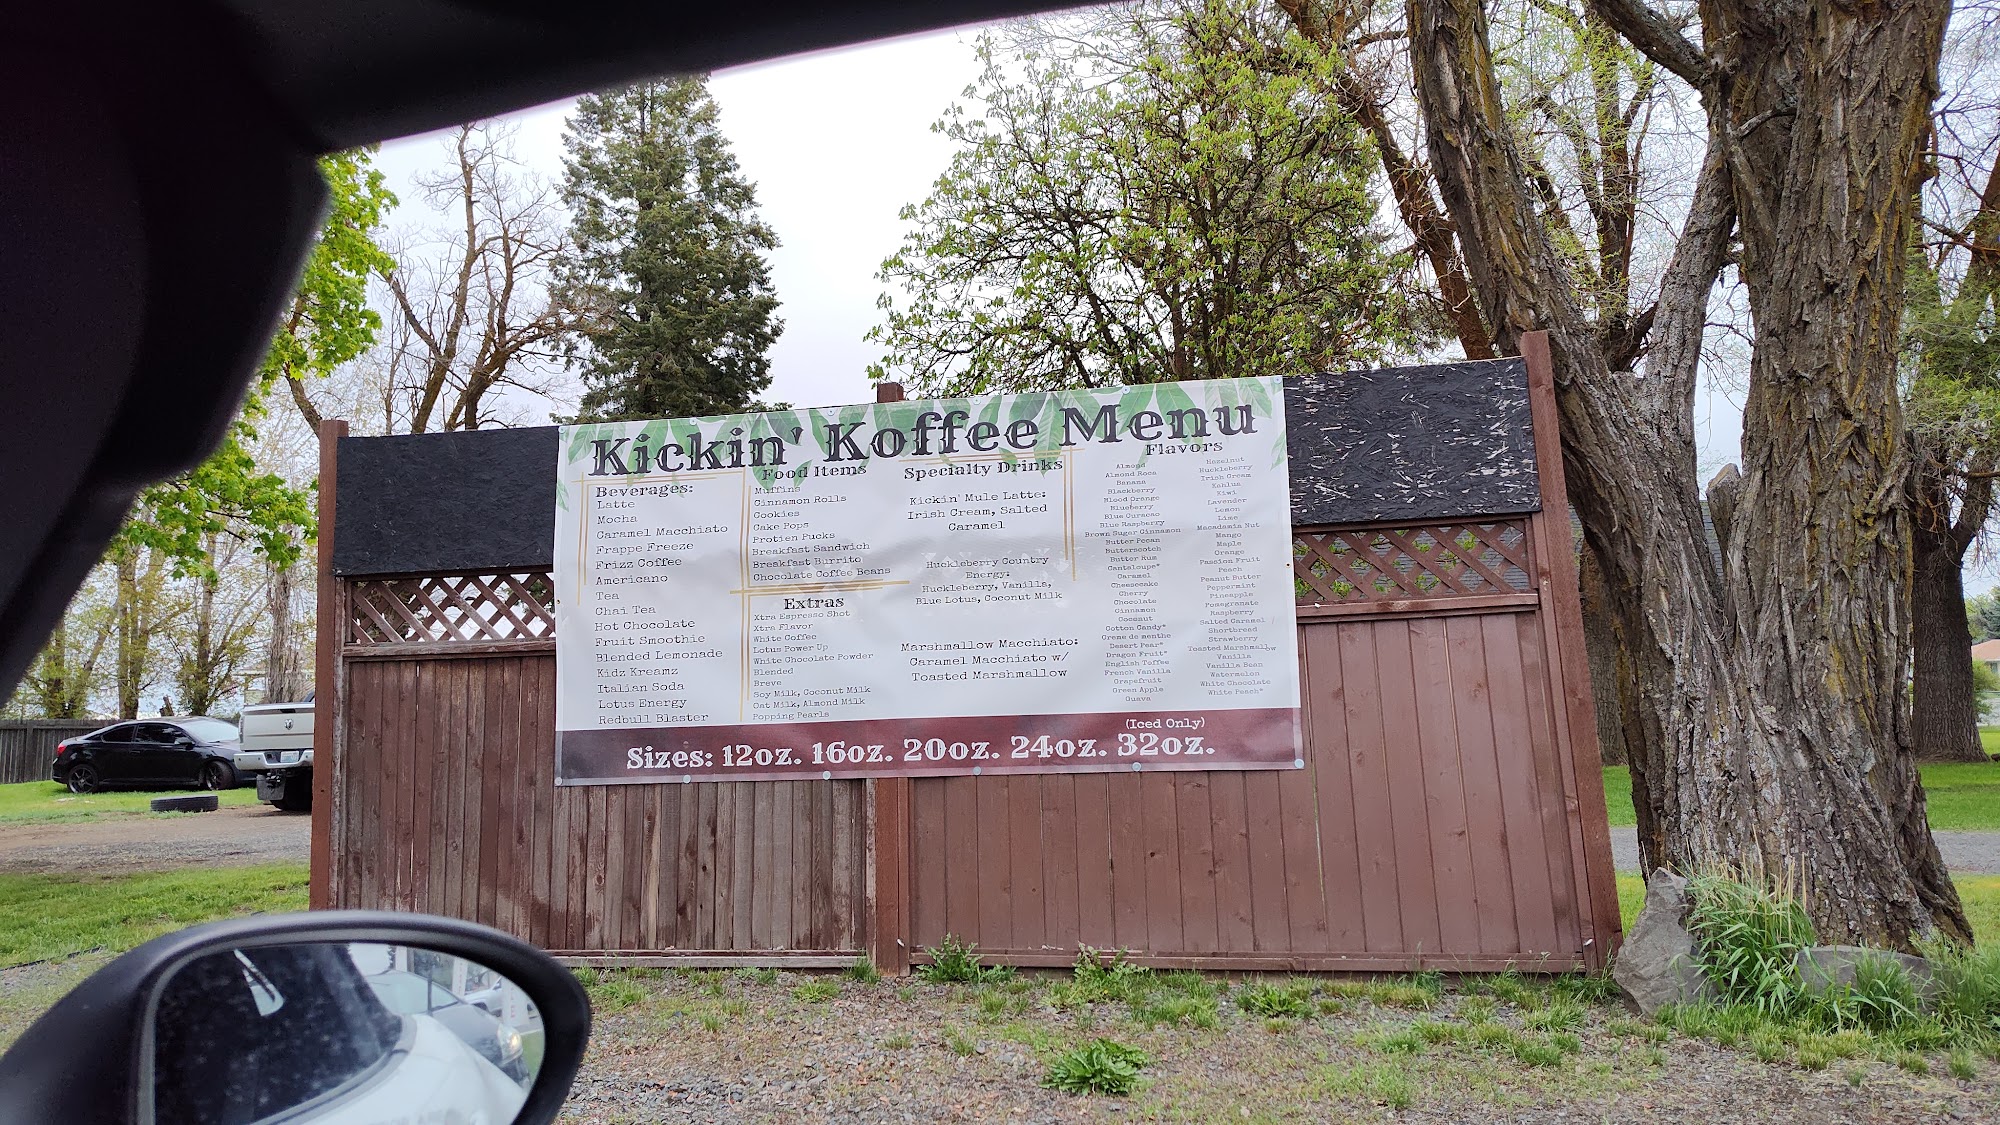 Kickin' Koffee Menu
Beverages:
Latte
Mocha
Caramel Macchiato
Frappe Freeze
Frizz Coffee
Americano
Tea
Chai Tea
Hot Chocolate
Fruit Smoothie
Blended Lemonade
Kidz Kreamz
Italian Soda
Lotus Energy
Redbull Blaster
Food Items
Muffins
Cinnamon Rolls
Cookies
Cake Pops
Protien Pucks
Breakfast Sandwich
Breakfast Burrito
Chocolate Coffee Beans
Extras
Xtra Espresso Shot
Xtra Flavor
White Coffee
Lotus Power Up
White Chocolate Powder
Blended
Breve
Soy Milk, Coconut Milk
Oat Milk, Almond Milk
Popping Pearls
Specialty Drinks
Kickin' Mule Latte:
Irish Cream, Salted
Caramel
Huckleberry Country
Energy:
Huckleberry, Vanilla,
Blue Lotus, Coconut Milk
Marshmallow Macchiato:
Caramel Macchiato w/
Toasted Marshmallow
Flavors
Almond
Almond Roca
Banana
Blackberry
Blood Orange
Blueberry
Blue Curacao
Blue Raspberry
Brown Sugar Cinnamon
Butter Pecan
Butterscotch
Butter Rum
Cantaloupe*
Caramel
Cheesecake
Cherry
Chocolate
Cinnamon
Coconut
Cotton Candy*
Creme de menthe
Desert Pear*
Dragon Fruit*
English Toffee
French Vanilla
Grapefruit
Green Apple
Guava
Hazelnut
Huckleberry
Irish Cream
Kahlua
Kiwi
Lavender
Lemon
Lime
Macadamia Nut
Mango
Maple
Orange
Passion Fruit
Peach
Peanut Butter
Peppermint
Pineapple
Pomegranate
Raspberry
Salted Caramel
Shortbread
Strawberry
Toasted Marshmallow
Vanilla
Vanilla Bean
Watermelon
White Chocolate
White Peach*
(Iced Only)
Sizes: 12oz. 16oz. 20oz. 24oz. 32oz.